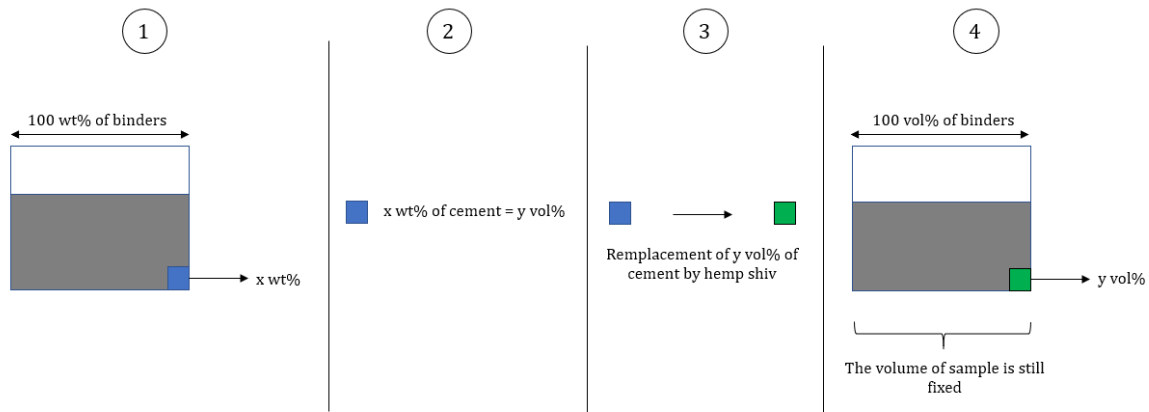 1
2
3
4
100 wt% of binders
x wt%
x wt% of cement = y vol%
Remplacement of y vol% of
cement by hemp shiv
100 vol% of binders
y vol%
The volume of sample is still
fixed